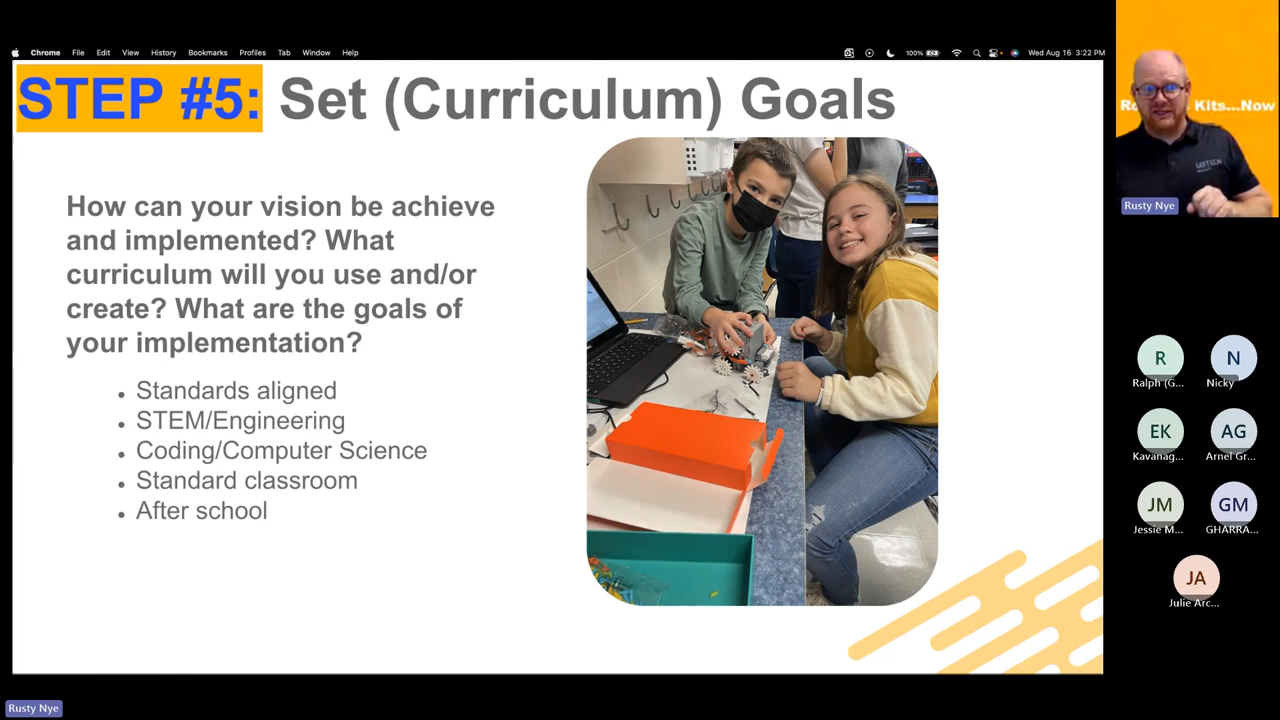 Chrome File Edit View History Bookmarks Profiles Tab Window Help 100% Wed Aug 16 3:22 PM
STEP #5: Set (Curriculum) Goals
How can your vision be achieve
and implemented? What
curriculum will you use and/or
create? What are the goals of
your implementation?
• Standards aligned
• STEM/Engineering
• Coding/Computer Science
• Standard classroom
• After school
Kits...Now
Rusty Nye
R
Ralph (G...
N
Nicky
EK
Kavanag...
AG
Arnel Gr...
JM
Jessie M...
GM
GHARRA...
JA
Julie Arc...
Rusty Nye